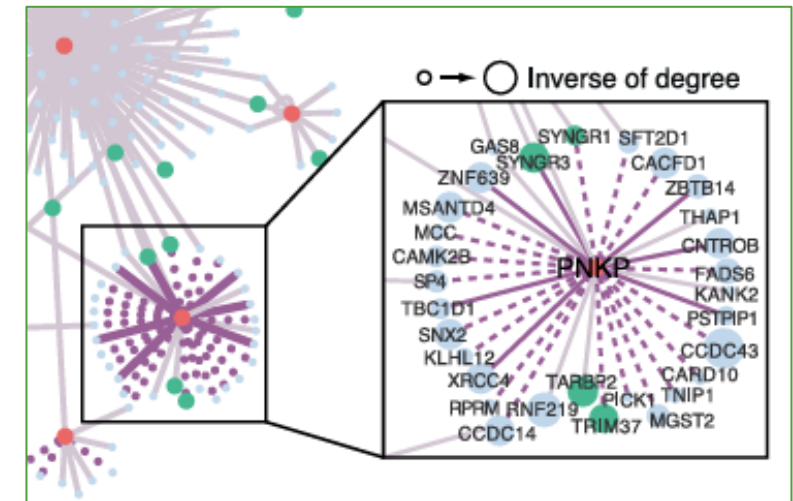 Inverse of degree
SYNGR1
SFT2D1
GAS8
SYNGR3
CACFD1
ZNF639
ZBTB14
MSANTD4
THAP1
MCC
CNTROB
CAMK2B
PNKP
FADS6
SP4
KANK2
TBC1D1
PSTPIP1
SNX2
CCDC43
KLHL12
CARD10
XRCC4
TARBP2
TNIP1
PICK1
RPRM
RNF219
MGST2
TRIM37
CCDC14